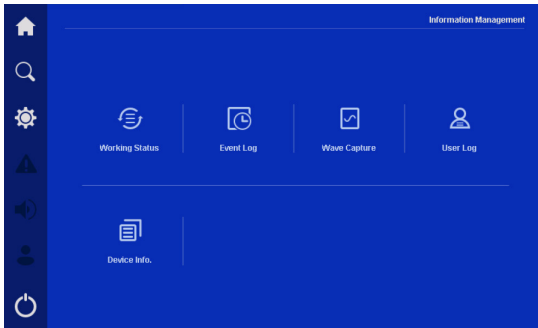 Information Management
Working Status
Event Log
Wave Capture
User Log
Device Info.